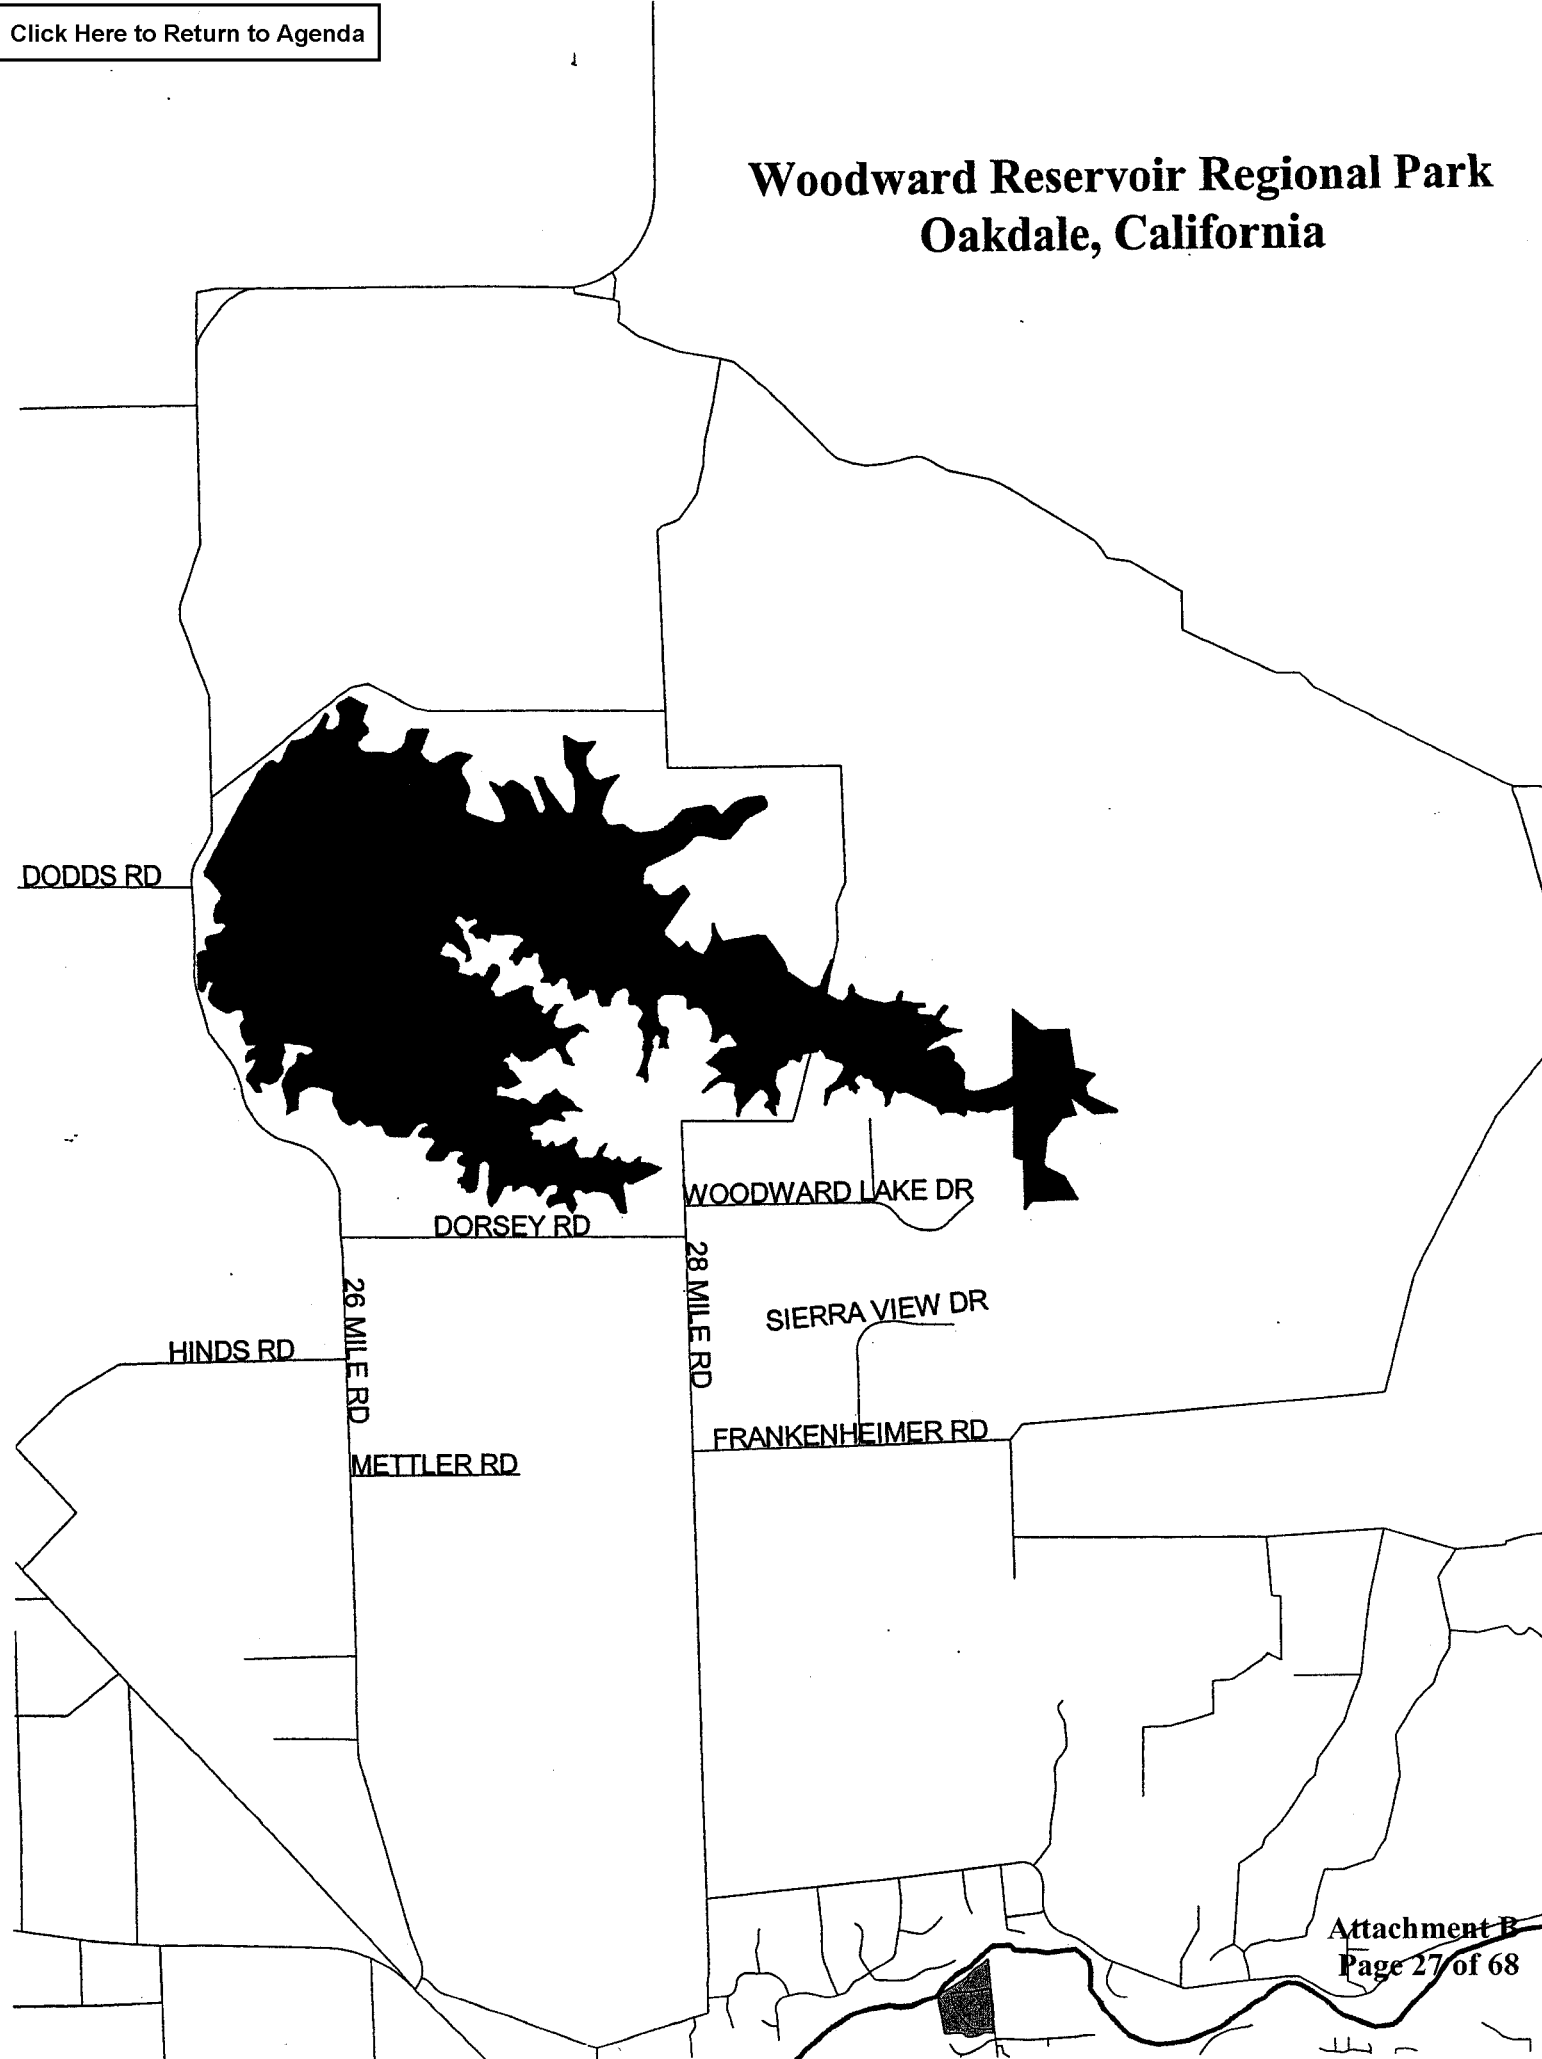 Click Here to Return to Agenda
Woodward Reservoir Regional Park
Oakdale, California
DODDS RD
WOODWARD LAKE DR
DORSEY RD
28 MILE RD
26 MILE RD
SIERRA VIEW DR
HINDS RD
FRANKENHEIMER RD
METTLER RD
Attachment B
Page 27 of 68